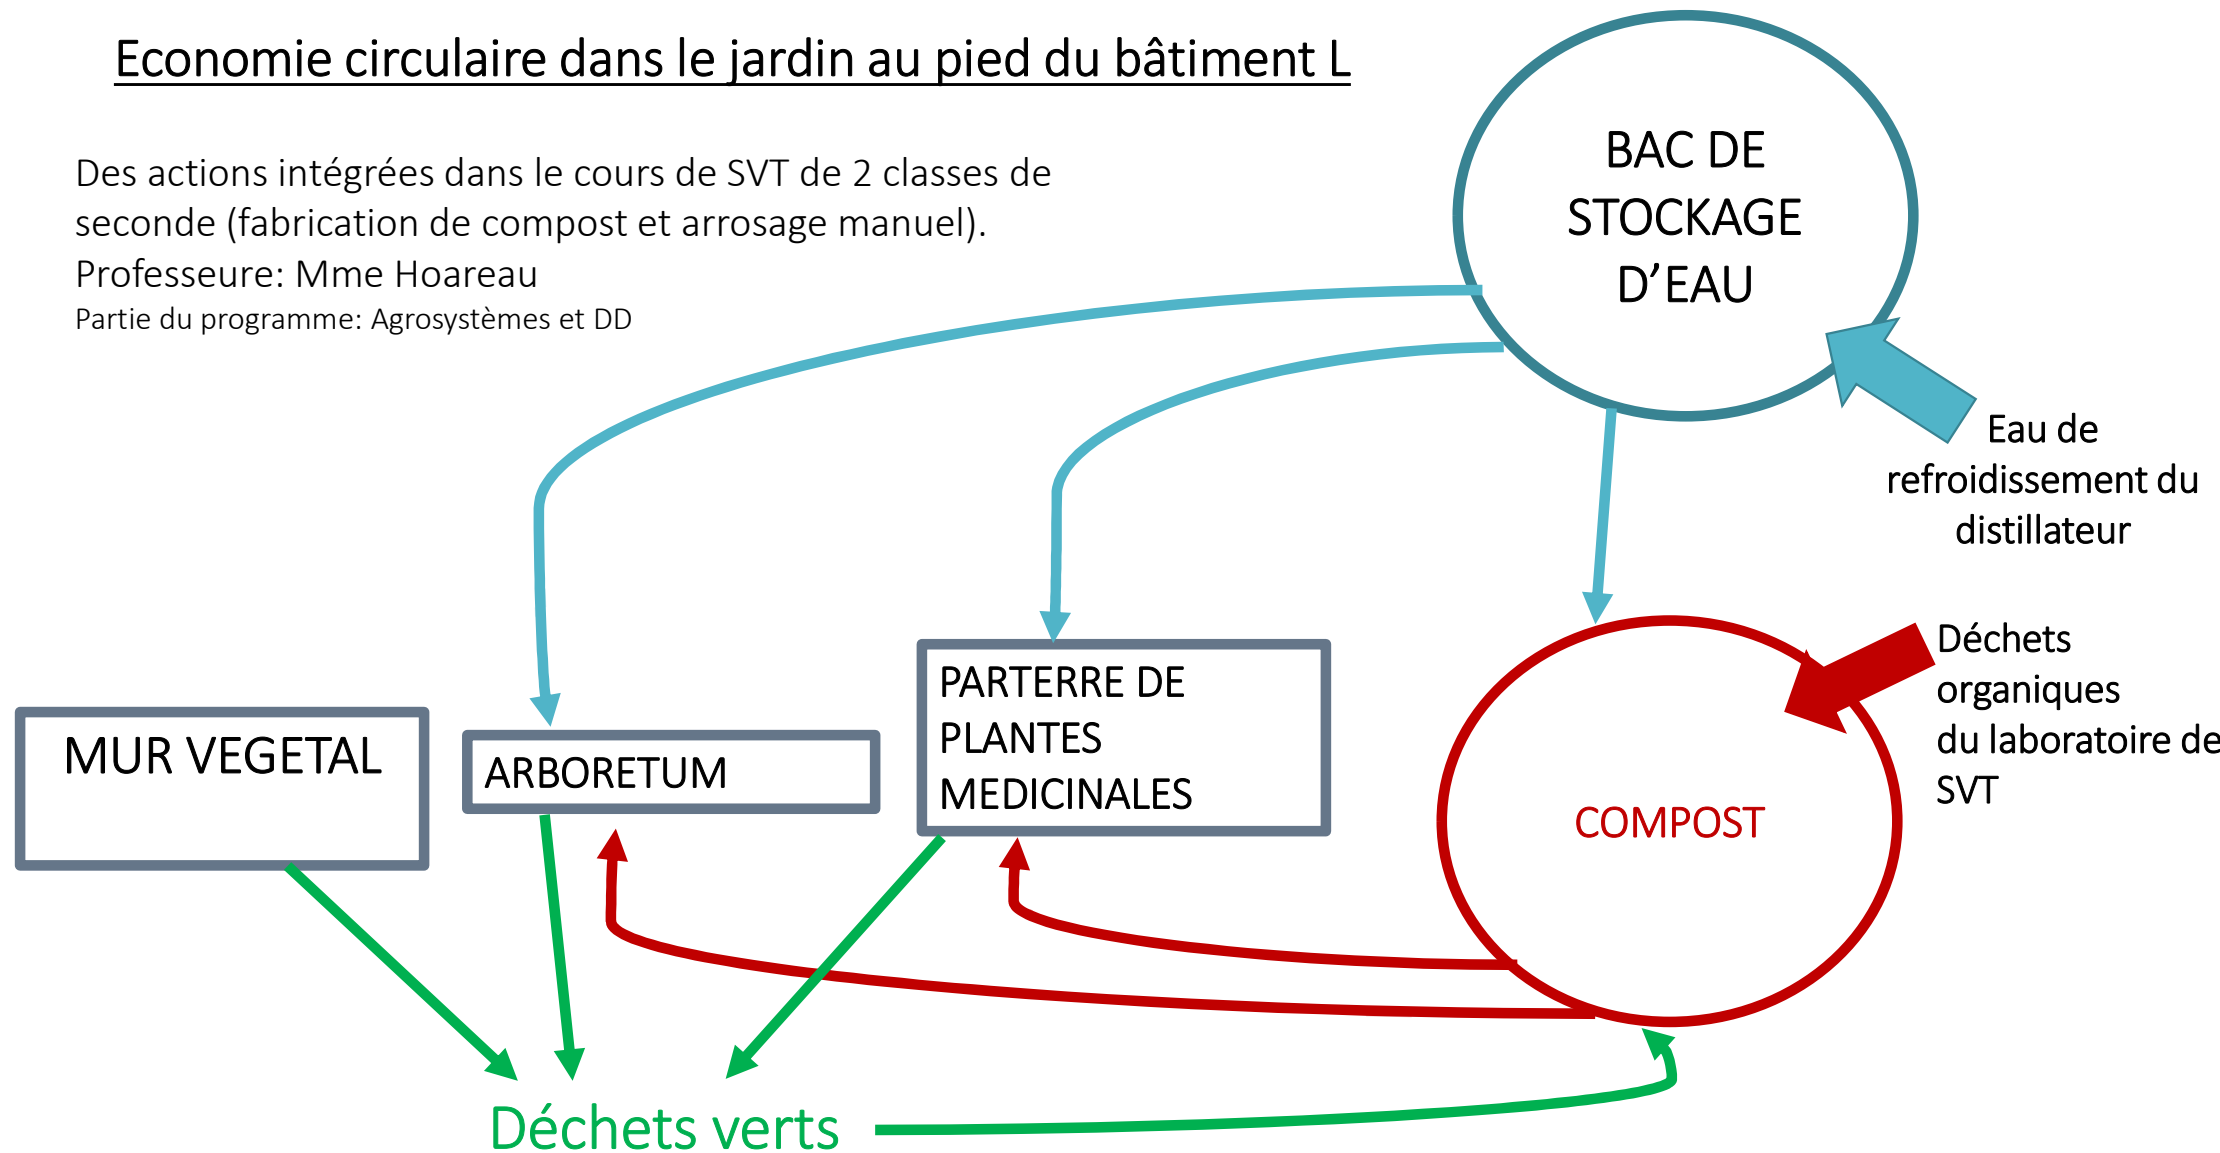 Economie circulaire dans le jardin au pied du bâtiment L
Des actions intégrées dans le cours de SVT de 2 classes de
seconde (fabrication de compost et arrosage manuel).
Professeure: Mme Hoareau
Partie du programme: Agrosystèmes et DD
BAC DE
STOCKAGE
D’EAU
Eau de
refroidissement du
distillateur
Déchets
organiques
du laboratoire de
SVT
MUR VEGETAL
ARBORETUM
PARTERRE DE
PLANTES
MEDICINALES
COMPOST
Déchets verts